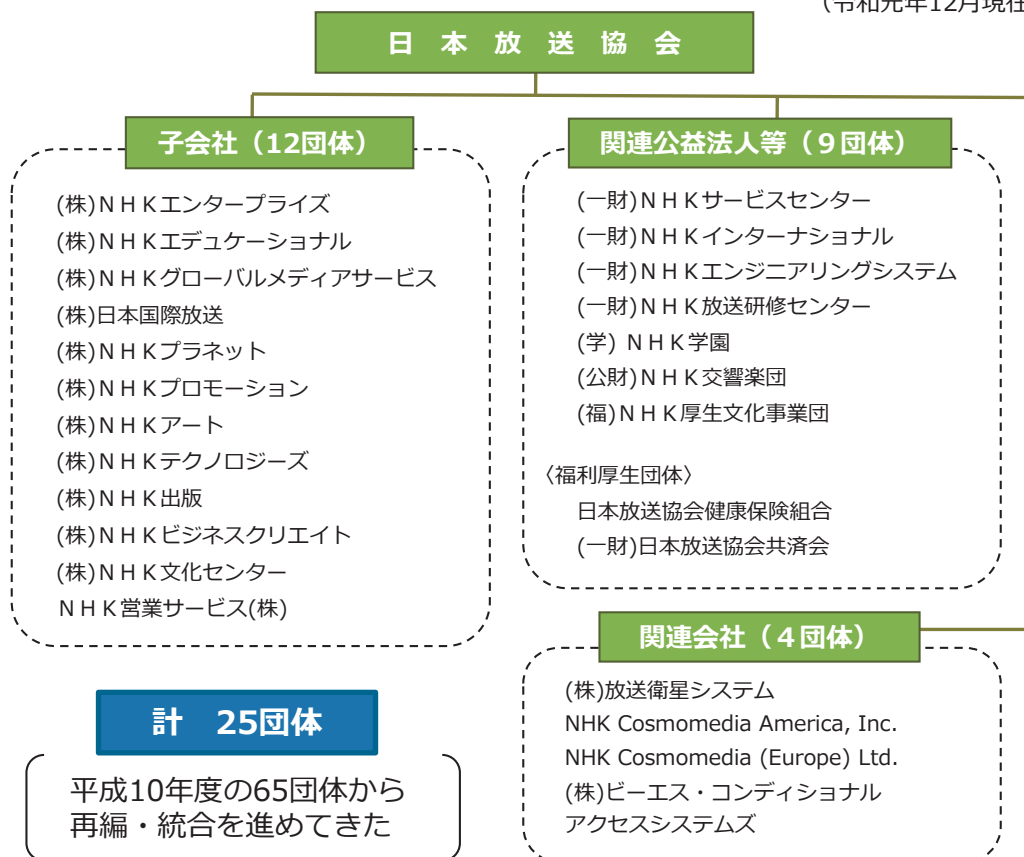 （令和元年12月現在
日本放送協会
子会社（12団体）
(株)ＮＨＫエンタープライズ
(株)ＮＨＫエデュケーショナル
(株)ＮＨＫグローバルメディアサービス
(株)日本国際放送
(株)ＮＨＫプラネット
(株)ＮＨＫプロモーション
(株)ＮＨＫアート
(株)ＮＨＫテクノロジーズ
(株)ＮＨＫ出版
(株)ＮＨＫビジネスクリエイト
(株)ＮＨＫ文化センター
ＮＨＫ営業サービス(株)
関連公益法人等（９団体）
(一財)ＮＨＫサービスセンター
(一財)ＮＨＫインターナショナル
(一財)ＮＨＫエンジニアリングシステム
(一財)ＮＨＫ放送研修センター
(学) ＮＨＫ学園
(公財)ＮＨＫ交響楽団
(福)ＮＨＫ厚生文化事業団
〈福利厚生団体〉
日本放送協会健康保険組合
(一財)日本放送協会共済会
関連会社（４団体）
(株)放送衛星システム
NHK Cosmomedia America, Inc.
NHK Cosmomedia (Europe) Ltd.
(株)ビーエス・コンディショナル
アクセスシステムズ
計　25団体
平成10年度の65団体から
再編・統合を進めてきた